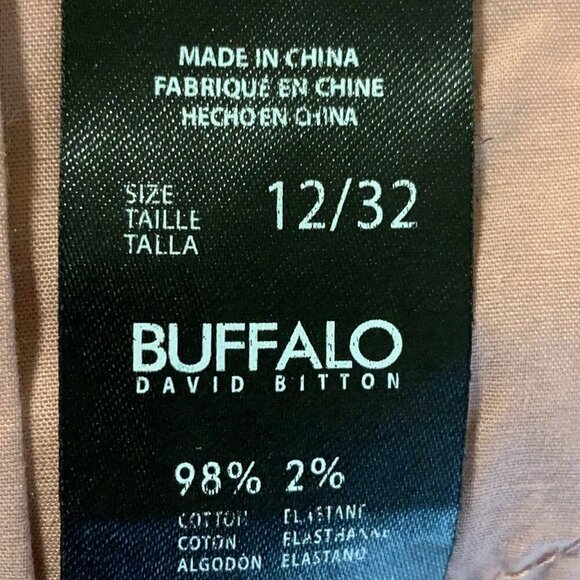 MADE IN CHINA
FABRIQUÉ EN CHINE
HECHO EN CHINA
SIZE
TAILLE 12/32
TALLA
BUFFALO
DAVID BITTON
98% 2%
COTTON ELASTANE
COTON ELASTHANNE
ALGODÓN ELASTANO